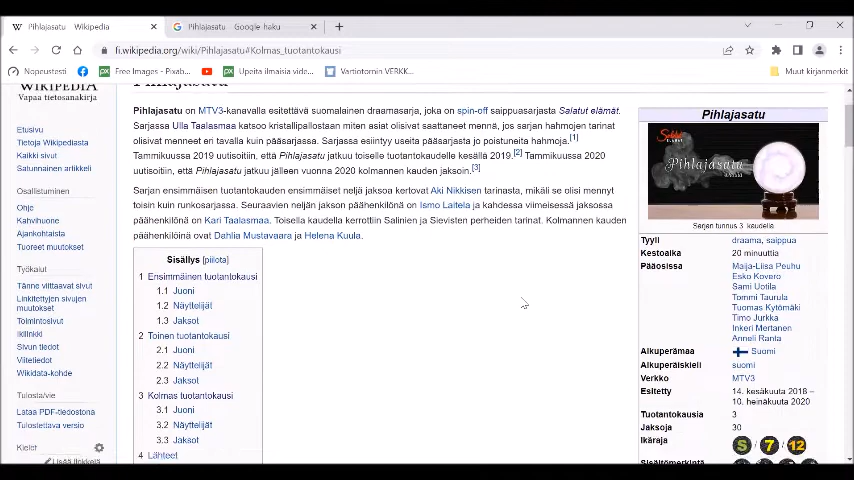 Pihlajasatu – Wikipedia
Pihlajasatu - Google-haku
fi.wikipedia.org/wiki/Pihlajasatu#Kolmas_tuotantokausi
Nopeustesti
Free Images - Pixab...
Upeita ilmaisia vide...
Vartiotornin VERKK...
Muut kirjanmerkit
WIKIPEDIA
Vapaa tietosanakirja
Etusivu
Tietoja Wikipediasta
Kaikki sivut
Satunnainen artikkeli
Osallistuminen
Ohje
Kahvihuone
Ajankohtaista
Tuoreet muutokset
Työkalut
Tänne viittaavat sivut
Linkitettyjen sivujen
muutokset
Toimintosivut
Ikilinkki
Sivun tiedot
Viitetiedot
Wikidata-kohde
Tulosta/vie
Lataa PDF-tiedostona
Tulostettava versio
Kielet
Lisää linkkejä
Pihlajasatu
Pihlajasatu on MTV3-kanavalla esitettävä suomalainen draamasarja, joka on spin-off saippuasarjasta Salatut elämät.
Sarjassa Ulla Taalasmaa katsoo kristallipallostaan miten asiat olisivat saattaneet mennä, jos sarjan hahmojen tarinat
olisivat menneet eri tavalla kuin pääsarjassa. Sarjassa esiintyy useita pääsarjasta jo poistuneita hahmoja.[1]
Tammikuussa 2019 uutisoitiin, että Pihlajasatu jatkuu toiselle tuotantokaudelle kesällä 2019.[2] Tammikuussa 2020
uutisoitiin, että Pihlajasatu jatkuu jälleen vuonna 2020 kolmannen kauden jaksoin.[3]
Sarjan ensimmäisen tuotantokauden ensimmäiset neljä jaksoa kertovat Aki Nikkisen tarinasta, mikäli se olisi mennyt
toisin kuin runkosarjassa. Seuraavien neljän jakson päähenkilönä on Ismo Laitela ja kahdessa viimeisessä jaksossa
päähenkilönä on Kari Taalasmaa. Toisella kaudella kerrottiin Salinien ja Sievisten perheiden tarinat. Kolmannen kauden
päähenkilöinä ovat Dahlia Mustavaara ja Helena Kuula.
Sisällys [piilota]
1 Ensimmäinen tuotantokausi
1.1 Juoni
1.2 Näyttelijät
1.3 Jaksot
2 Toinen tuotantokausi
2.1 Juoni
2.2 Näyttelijät
2.3 Jaksot
3 Kolmas tuotantokausi
3.1 Juoni
3.2 Näyttelijät
3.3 Jaksot
4 Lähteet
Pihlajasatu
Pihlajasatu
Sarjan tunnus 3. kaudella
Tyyli draama, saippua
Kestoaika 20 minuuttia
Pääosissa Maija-Liisa Peuhu
Esko Kovero
Sami Uotila
Tommi Taurula
Tuomas Kytömäki
Timo Jurkka
Inkeri Mertanen
Anneli Ranta
Alkuperämaa Suomi
Alkuperäiskieli suomi
Verkko MTV3
Esitetty 14. kesäkuuta 2018 –
10. heinäkuuta 2020
Tuotantokausia 3
Jaksoja 30
Ikäraja S / 7 / 12
Sisältömerkintä